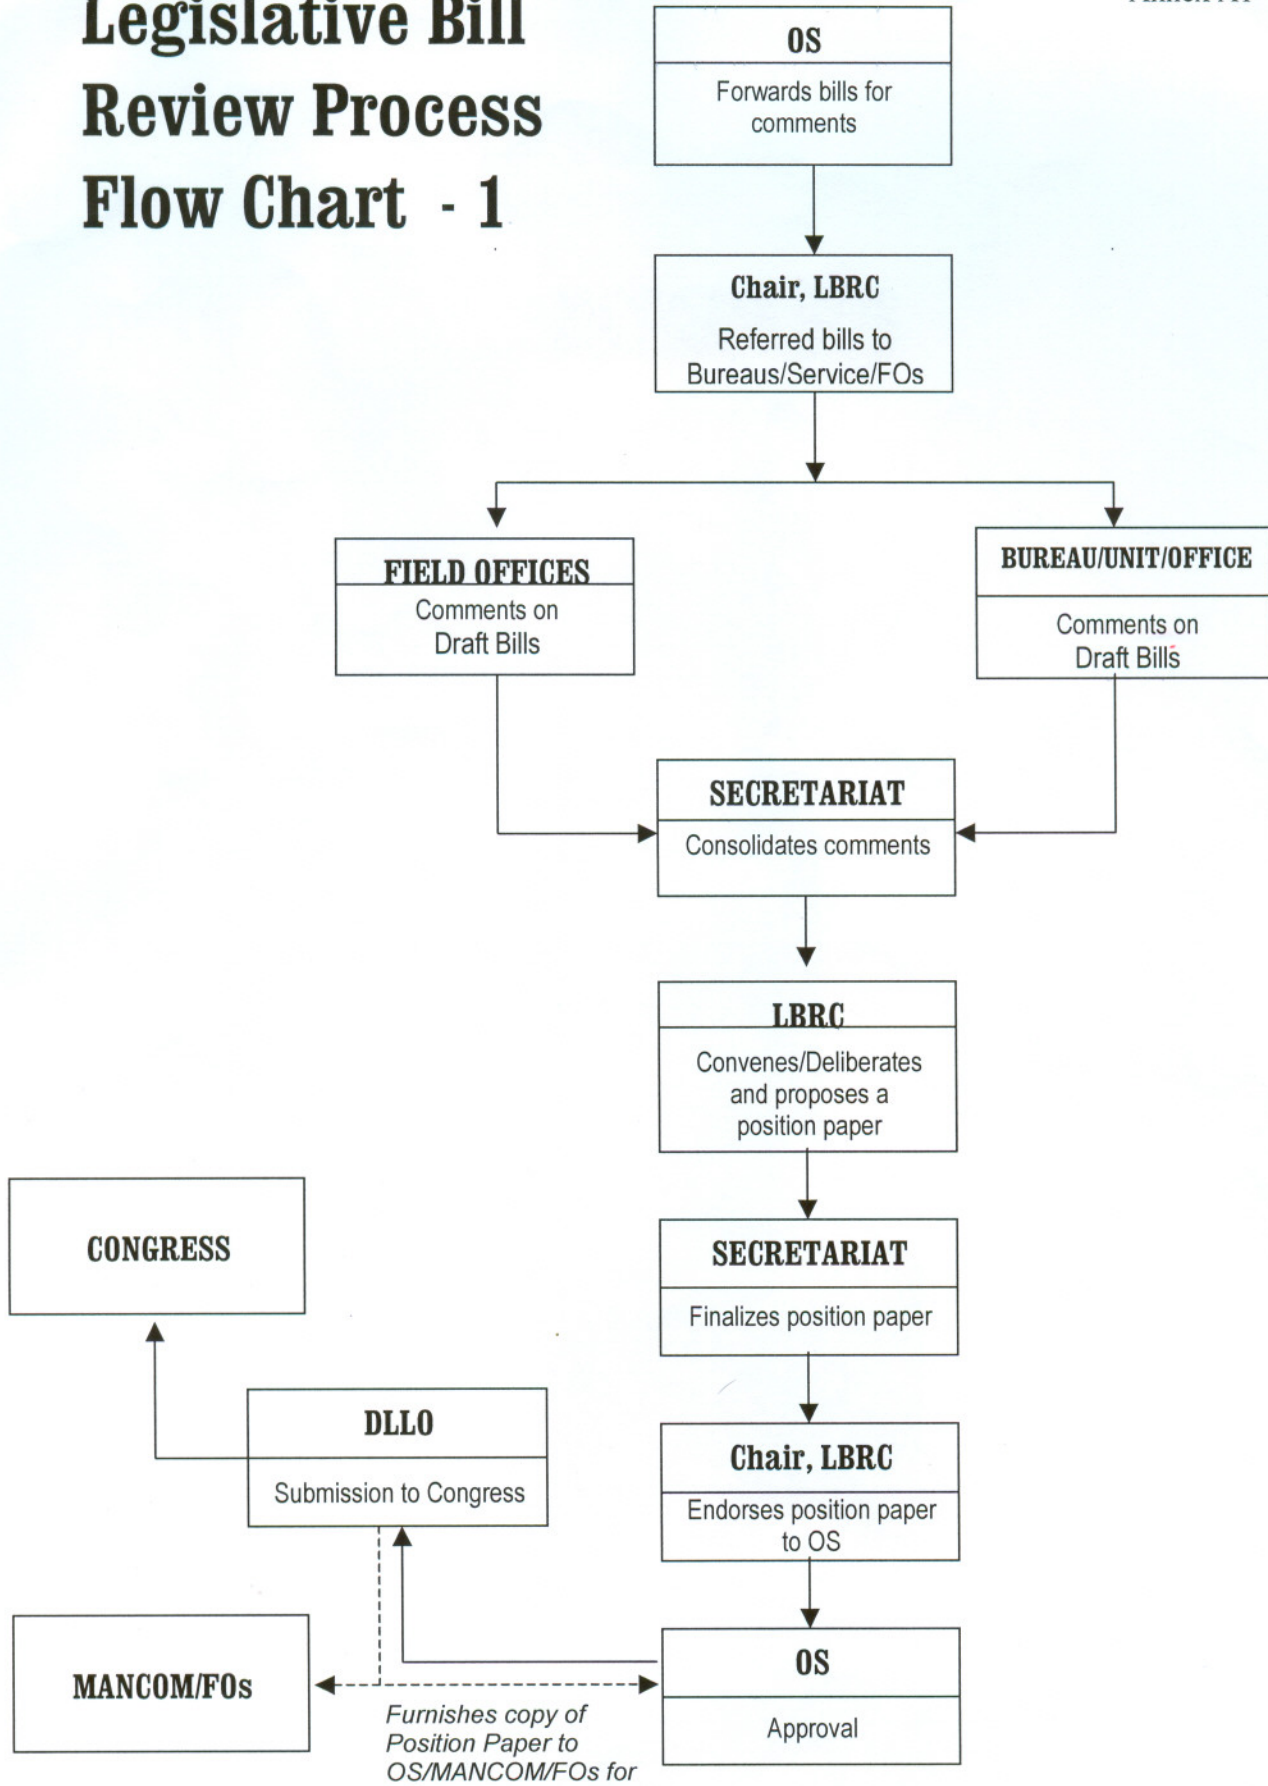 Legislative Bill
Review Process
Flow Chart - 1
OS
Forwards bills for
comments
Chair, LBRC
Referred bills to
Bureaus/Service/FOs
FIELD OFFICES
Comments on
Draft Bills
BUREAU/UNIT/OFFICE
Comments on
Draft Bills
SECRETARIAT
Consolidates comments
LBRC
Convenes/Deliberates
and proposes a
position paper
SECRETARIAT
Finalizes position paper
Chair, LBRC
Endorses position paper
to OS
OS
Approval
DLLO
Submission to Congress
CONGRESS
MANCOM/FOs
Furnishes copy of
Position Paper to
OS/MANCOM/FOs for